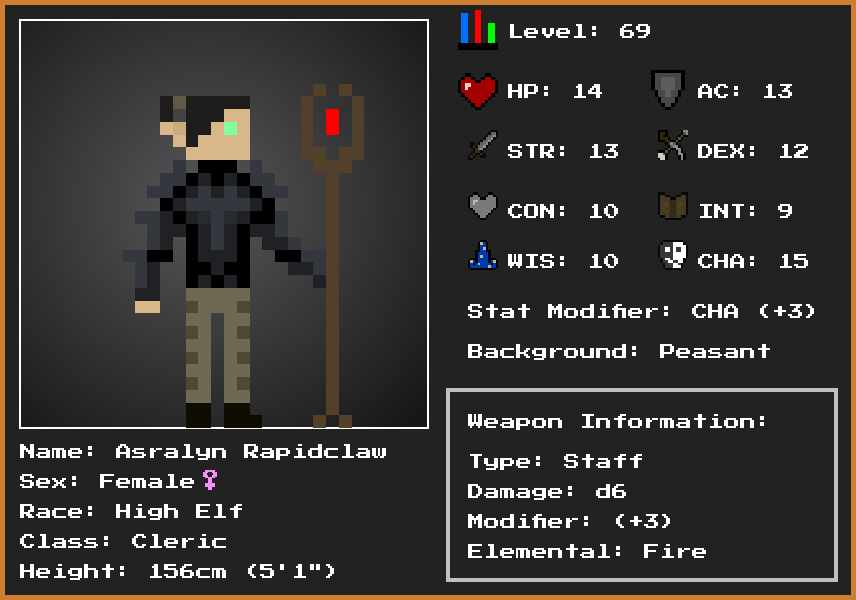 Level: 69
HP: 14 AC: 13
STR: 13 DEX: 12
CON: 10 INT: 9
WIS: 10 CHA: 15
Stat Modifier: CHA (+3)
Background: Peasant
Weapon Information:
Type: Staff
Damage: d6
Modifier: (+3)
Elemental: Fire
Name: Asralyn Rapidclaw
Sex: Female♀
Race: High Elf
Class: Cleric
Height: 156cm (5'1")